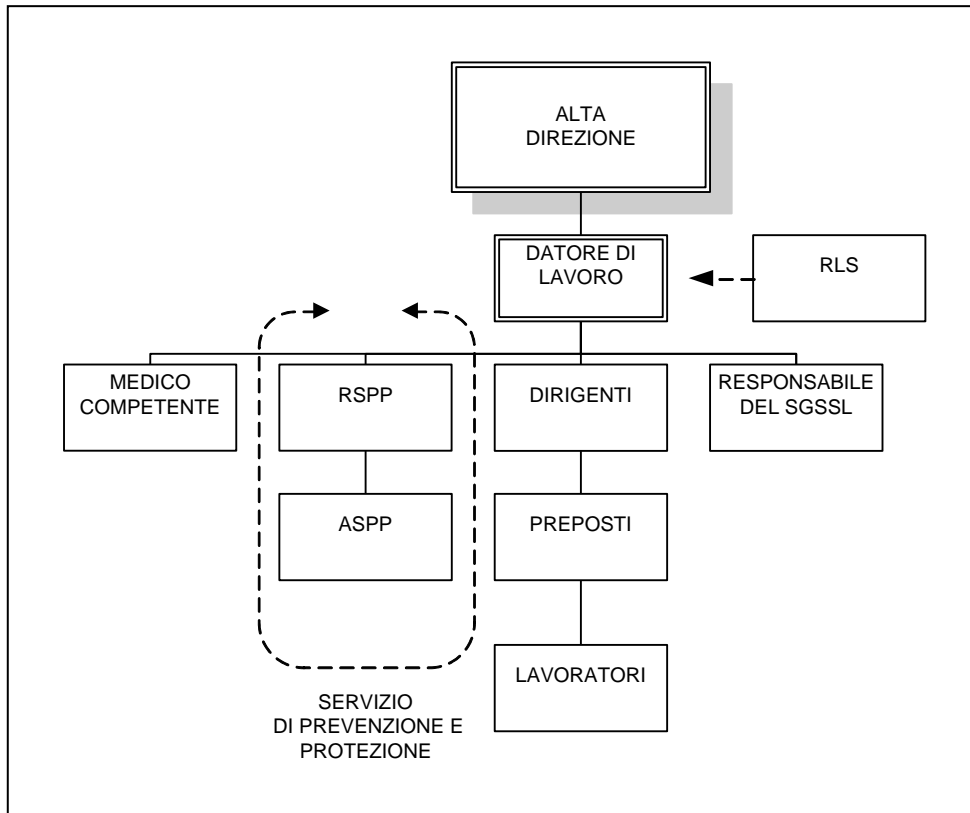 ALTA
DIREZIONE
DATORE DI
LAVORO
RLS
MEDICO
COMPETENTE
RSPP
DIRIGENTI
RESPONSABILE
DEL SGSSL
ASPP
PREPOSTI
LAVORATORI
SERVIZIO
DI PREVENZIONE E
PROTEZIONE